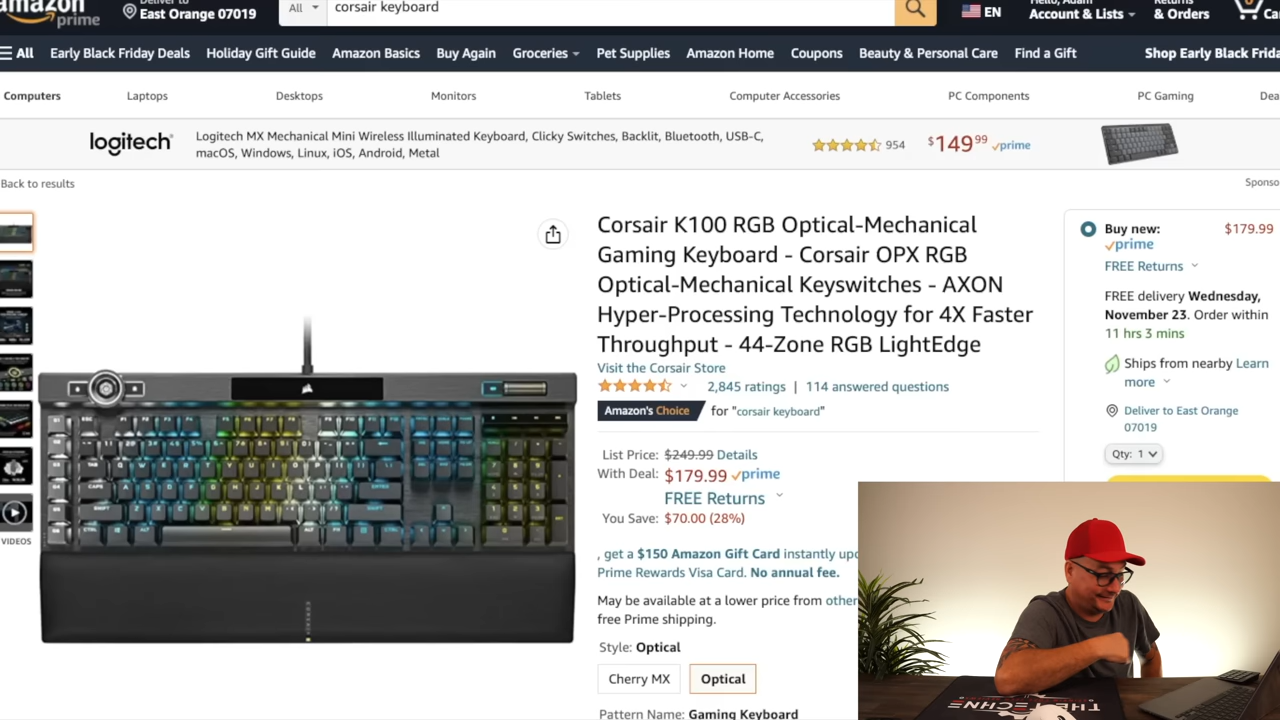 amazon
prime
Deliver to
East Orange 07019
All
corsair keyboard
EN
Hello, Adam
Account & Lists
Returns
& Orders
0
All
Early Black Friday Deals
Holiday Gift Guide
Amazon Basics
Buy Again
Groceries
Pet Supplies
Amazon Home
Coupons
Beauty & Personal Care
Find a Gift
Shop Early Black Frida
Computers
Laptops
Desktops
Monitors
Tablets
Computer Accessories
PC Components
PC Gaming
Dea
logitech
Logitech MX Mechanical Mini Wireless Illuminated Keyboard, Clicky Switches, Backlit, Bluetooth, USB-C,
macOS, Windows, Linux, iOS, Android, Metal
954
$149 99 prime
Back to results
Sponso
Corsair K100 RGB Optical-Mechanical
Gaming Keyboard - Corsair OPX RGB
Optical-Mechanical Keyswitches - AXON
Hyper-Processing Technology for 4X Faster
Throughput - 44-Zone RGB LightEdge
Visit the Corsair Store
2,845 ratings | 114 answered questions
Amazon's Choice for "corsair keyboard"
List Price: $249.99 Details
With Deal: $179.99 prime
FREE Returns
You Save: $70.00 (28%)
, get a $150 Amazon Gift Card instantly upo
Prime Rewards Visa Card. No annual fee.
May be available at a lower price from other
free Prime shipping.
Style: Optical
Cherry MX
Optical
Pattern Name: Gaming Keyboard
VIDEOS
Buy new: $179.99
prime
FREE Returns
FREE delivery Wednesday,
November 23. Order within
11 hrs 3 mins
Ships from nearby Learn
more
Deliver to East Orange
07019
Qty: 1
THETECHNE